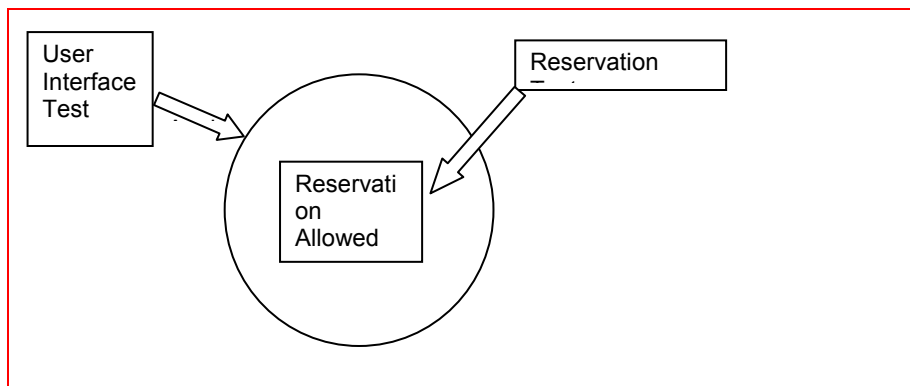 User
Interface
Test
Reservation
Reservati
on
Allowed